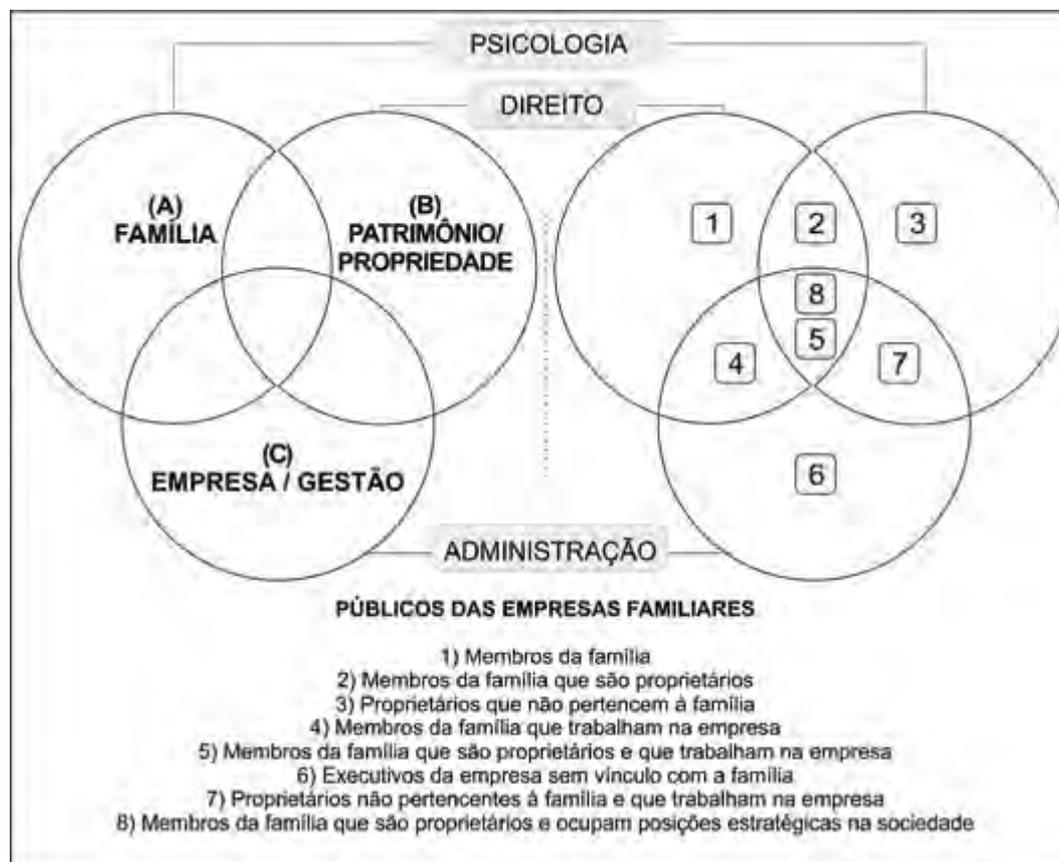 PSICOLOGIA
DIREITO
(A)
FAMÍLIA
(B)
PATRIMÔNIO/
PROPRIEDADE
(C)
EMPRESA / GESTÃO
1
2
3
8
5
4
7
6
ADMINISTRAÇÃO
PÚBLICOS DAS EMPRESAS FAMILIARES
1) Membros da família
2) Membros da família que são proprietários
3) Proprietários que não pertencem à família
4) Membros da família que trabalham na empresa
5) Membros da família que são proprietários e que trabalham na empresa
6) Executivos da empresa sem vínculo com a família
7) Proprietários não pertencentes à família e que trabalham na empresa
8) Membros da família que são proprietários e ocupam posições estratégicas na sociedade